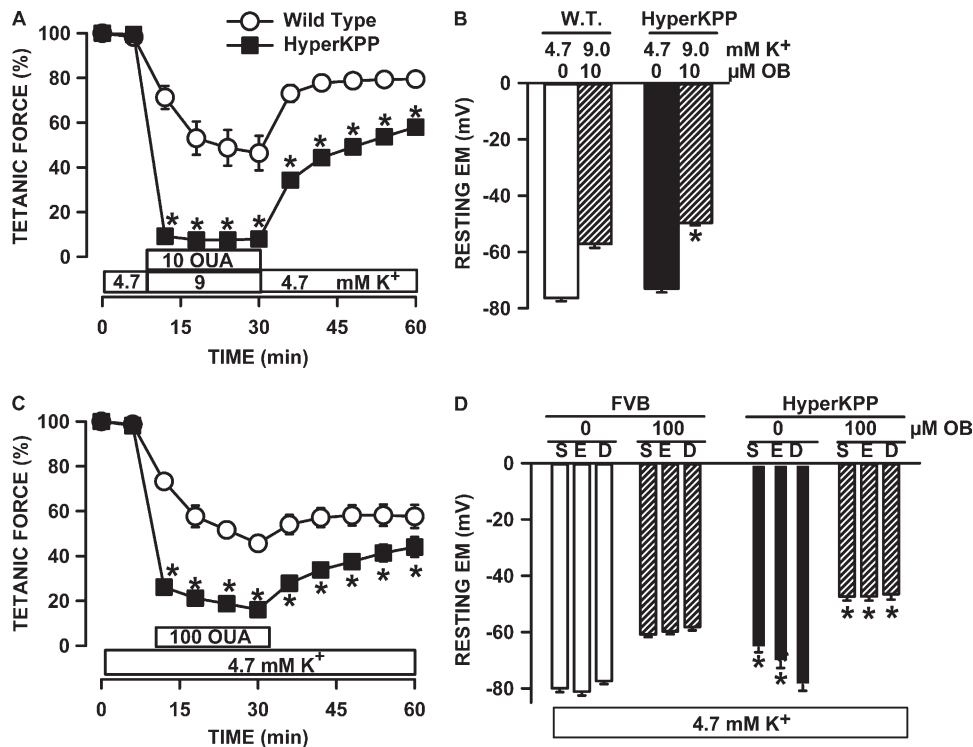 A
Wild Type
HyperKPP
TETANIC FORCE (%)
100
80
60
40
20
0
* * * * * * * * *
10 OUA
4.7 9 4.7 mM K+
0 15 30 45 60
TIME (min)
B
W.T. HyperKPP
4.7 9.0 4.7 9.0 mM K+
0 10 0 10 µM OB
RESTING EM (mV)
0
-20
-40
-60
-80
*
C
TETANIC FORCE (%)
100
80
60
40
20
0
* * * * * * * * *
100 OUA
4.7 mM K+
0 15 30 45 60
TIME (min)
D
FVB HyperKPP
0 100 0 100 µM OB
S E D S E D S E D S E D
RESTING EM (mV)
0
-20
-40
-60
-80
* * * * *
4.7 mM K+